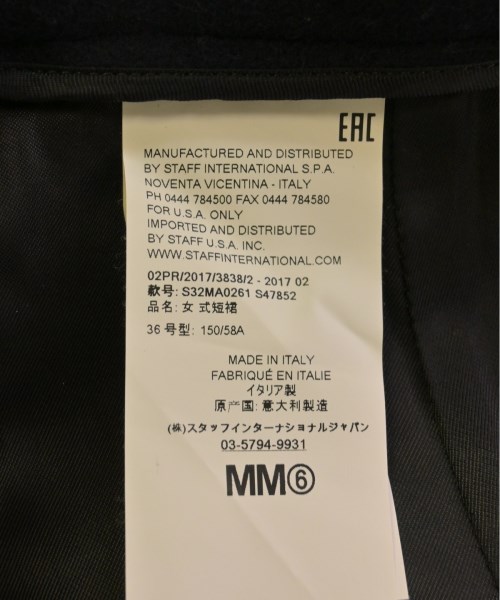 EAC
MANUFACTURED AND DISTRIBUTED
BY STAFF INTERNATIONAL S.P.A.
NOVENTA VICENTINA - ITALY
PH 0444 784500 FAX 0444 784580
FOR U.S.A. ONLY
IMPORTED AND DISTRIBUTED
BY STAFF U.S.A. INC.
WWW.STAFFINTERNATIONAL.COM
02PR/2017/3838/2 - 2017 02
款号: S32MA0261 S47852
品名: 女 式短裙
36 号型: 150/58A
MADE IN ITALY
FABRIQUÉ EN ITALIE
イタリア製
原产国: 意大利製造
(株)スタッフインターナショナルジャパン
03-5794-9931
MM⑥